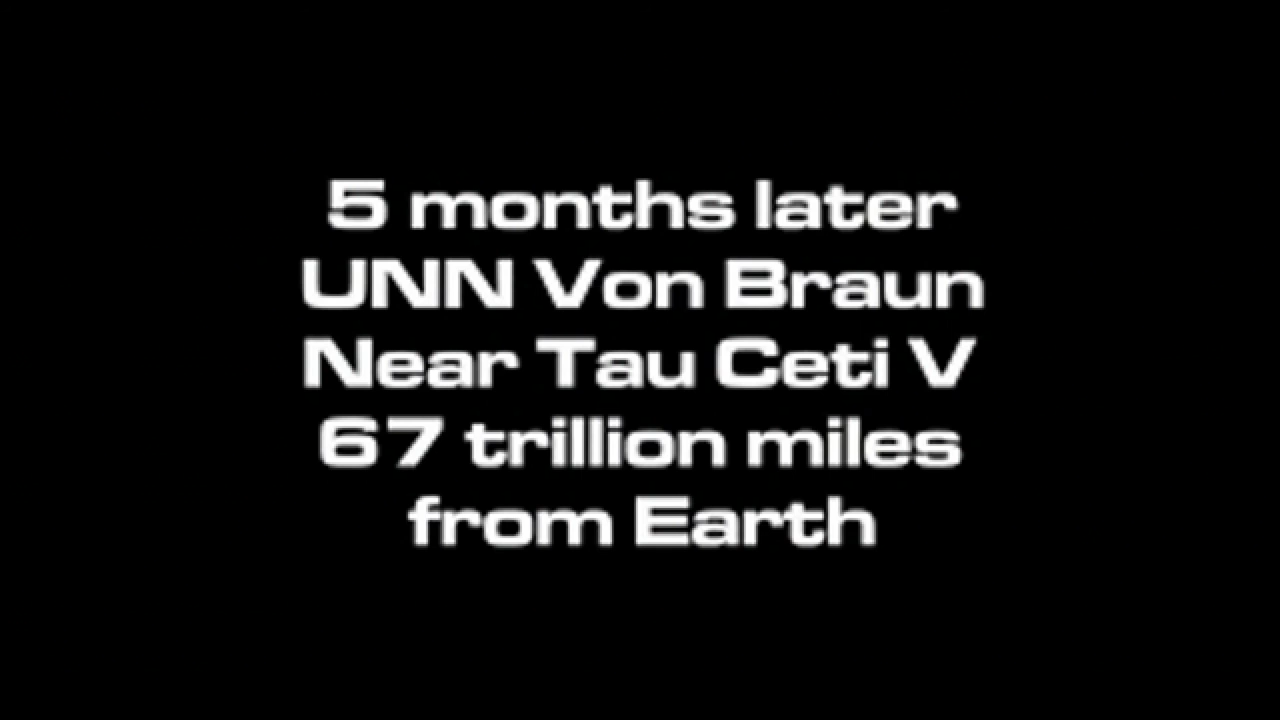 5 months later
UNN Von Braun
Near Tau Ceti V
67 trillion miles
from Earth